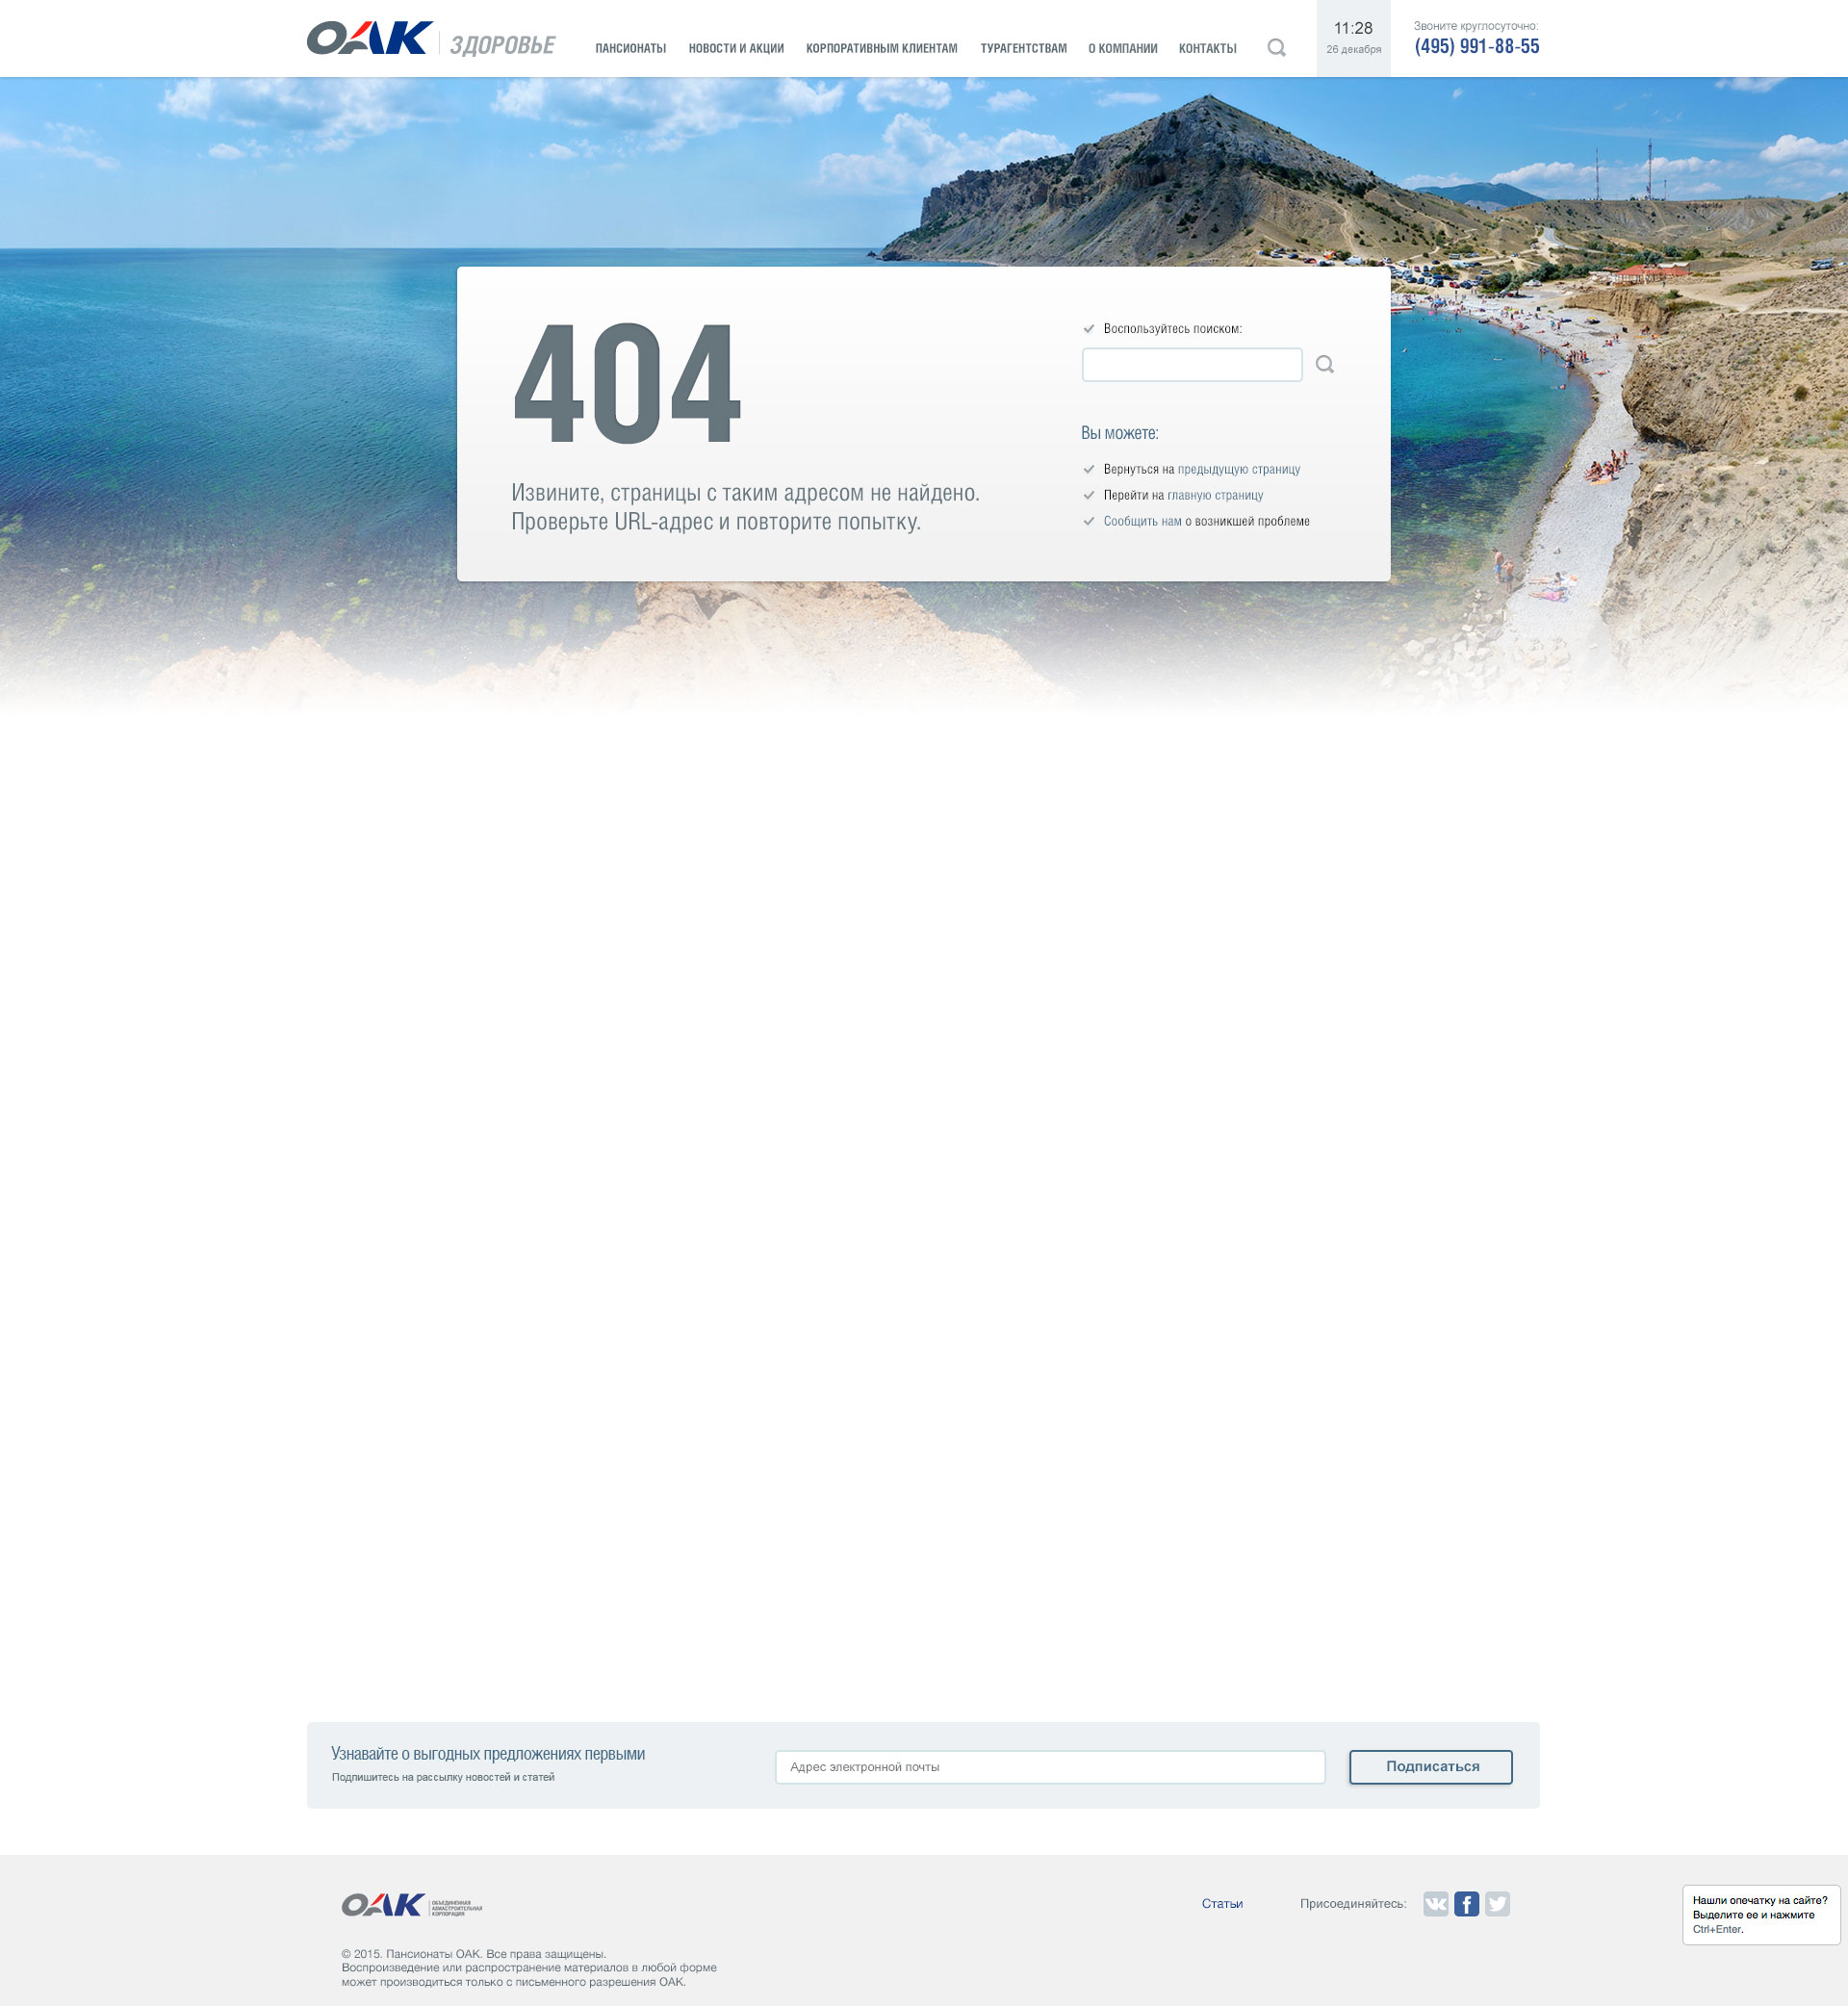 ОАК ЗДОРОВЬЕ
ПАНСИОНАТЫ НОВОСТИ И АКЦИИ КОРПОРАТИВНЫМ КЛИЕНТАМ ТУРАГЕНТСТВАМ О КОМПАНИИ КОНТАКТЫ
11:28
26 декабря
Звоните круглосуточно:
(495) 991-88-55
404
Извините, страницы с таким адресом не найдено.
Проверьте URL-адрес и повторите попытку.
Воспользуйтесь поиском:
Вы можете:
Вернуться на предыдущую страницу
Перейти на главную страницу
Сообщить нам о возникшей проблеме
Узнавайте о выгодных предложениях первыми
Подпишитесь на рассылку новостей и статей
Адрес электронной почты
Подписаться
ОАК
ОБЪЕДИНЕННАЯ
АВИАСТРОИТЕЛЬНАЯ
КОРПОРАЦИЯ
Статьи
Присоединяйтесь:
Нашли опечатку на сайте?
Выделите ее и нажмите
Ctrl+Enter.
© 2015. Пансионаты ОАК. Все права защищены.
Воспроизведение или распространение материалов в любой форме
может производиться только с письменного разрешения ОАК.